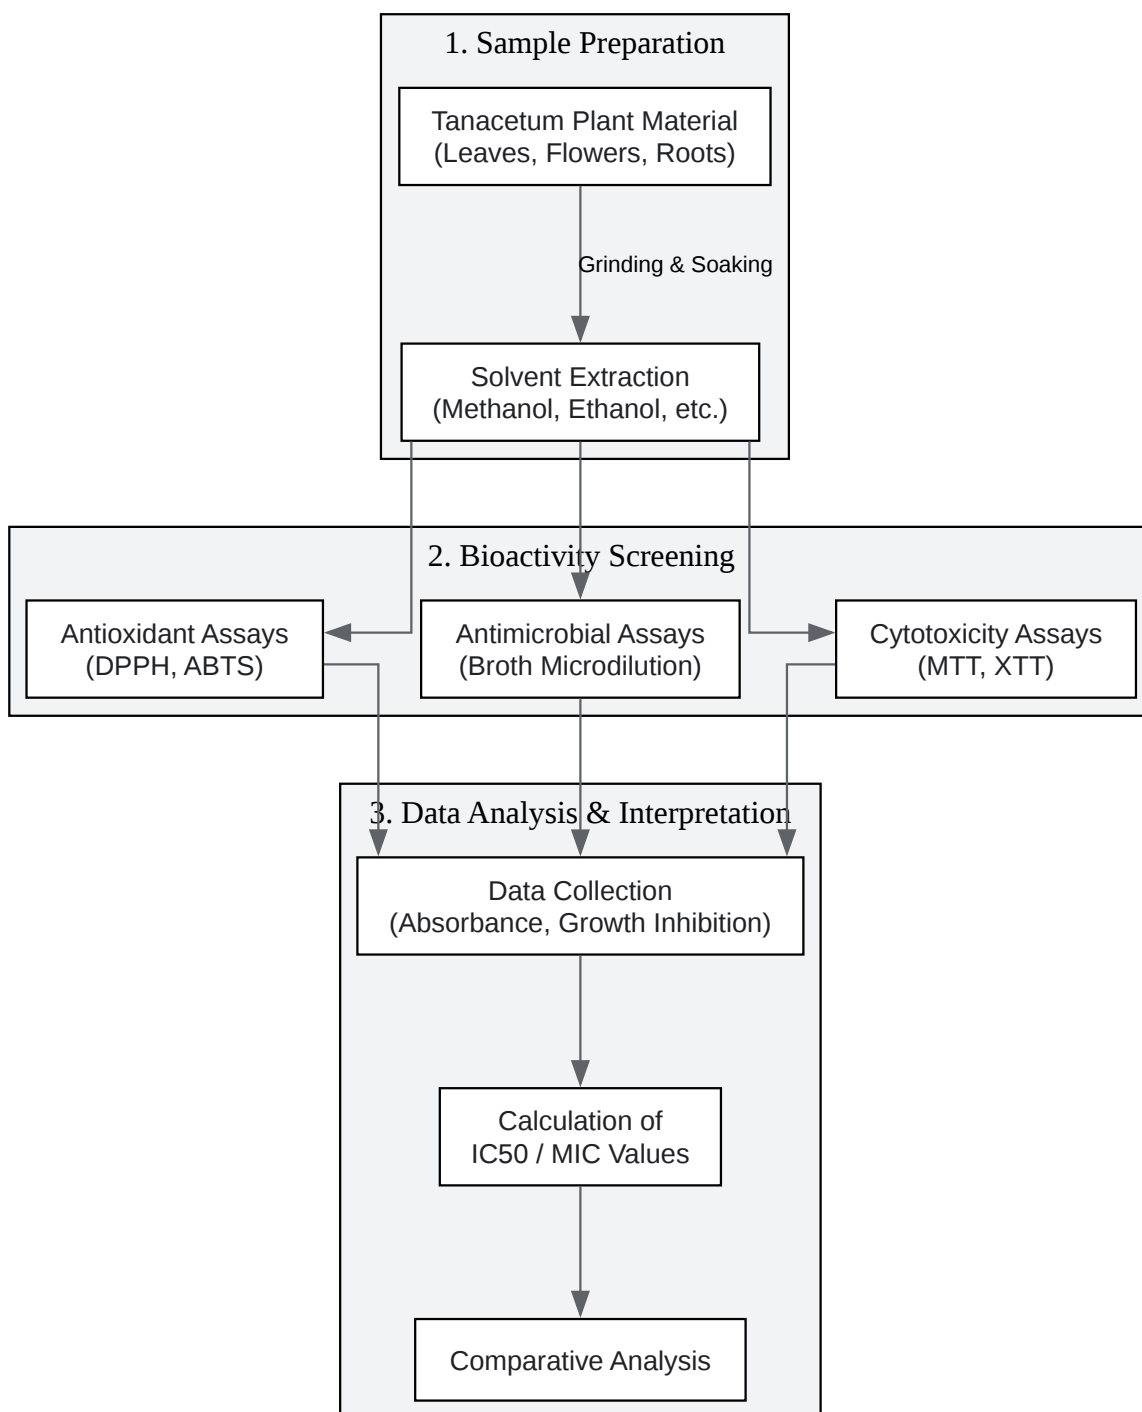 1. Sample Preparation
Tanacetum Plant Material
(Leaves, Flowers, Roots)
Grinding & Soaking
Solvent Extraction
(Methanol, Ethanol, etc.)
2. Bioactivity Screening
Antioxidant Assays
(DPPH, ABTS)
Antimicrobial Assays
(Broth Microdilution)
Cytotoxicity Assays
(MTT, XTT)
3. Data Analysis & Interpretation
Data Collection
(Absorbance, Growth Inhibition)
Calculation of
IC50 / MIC Values
Comparative Analysis